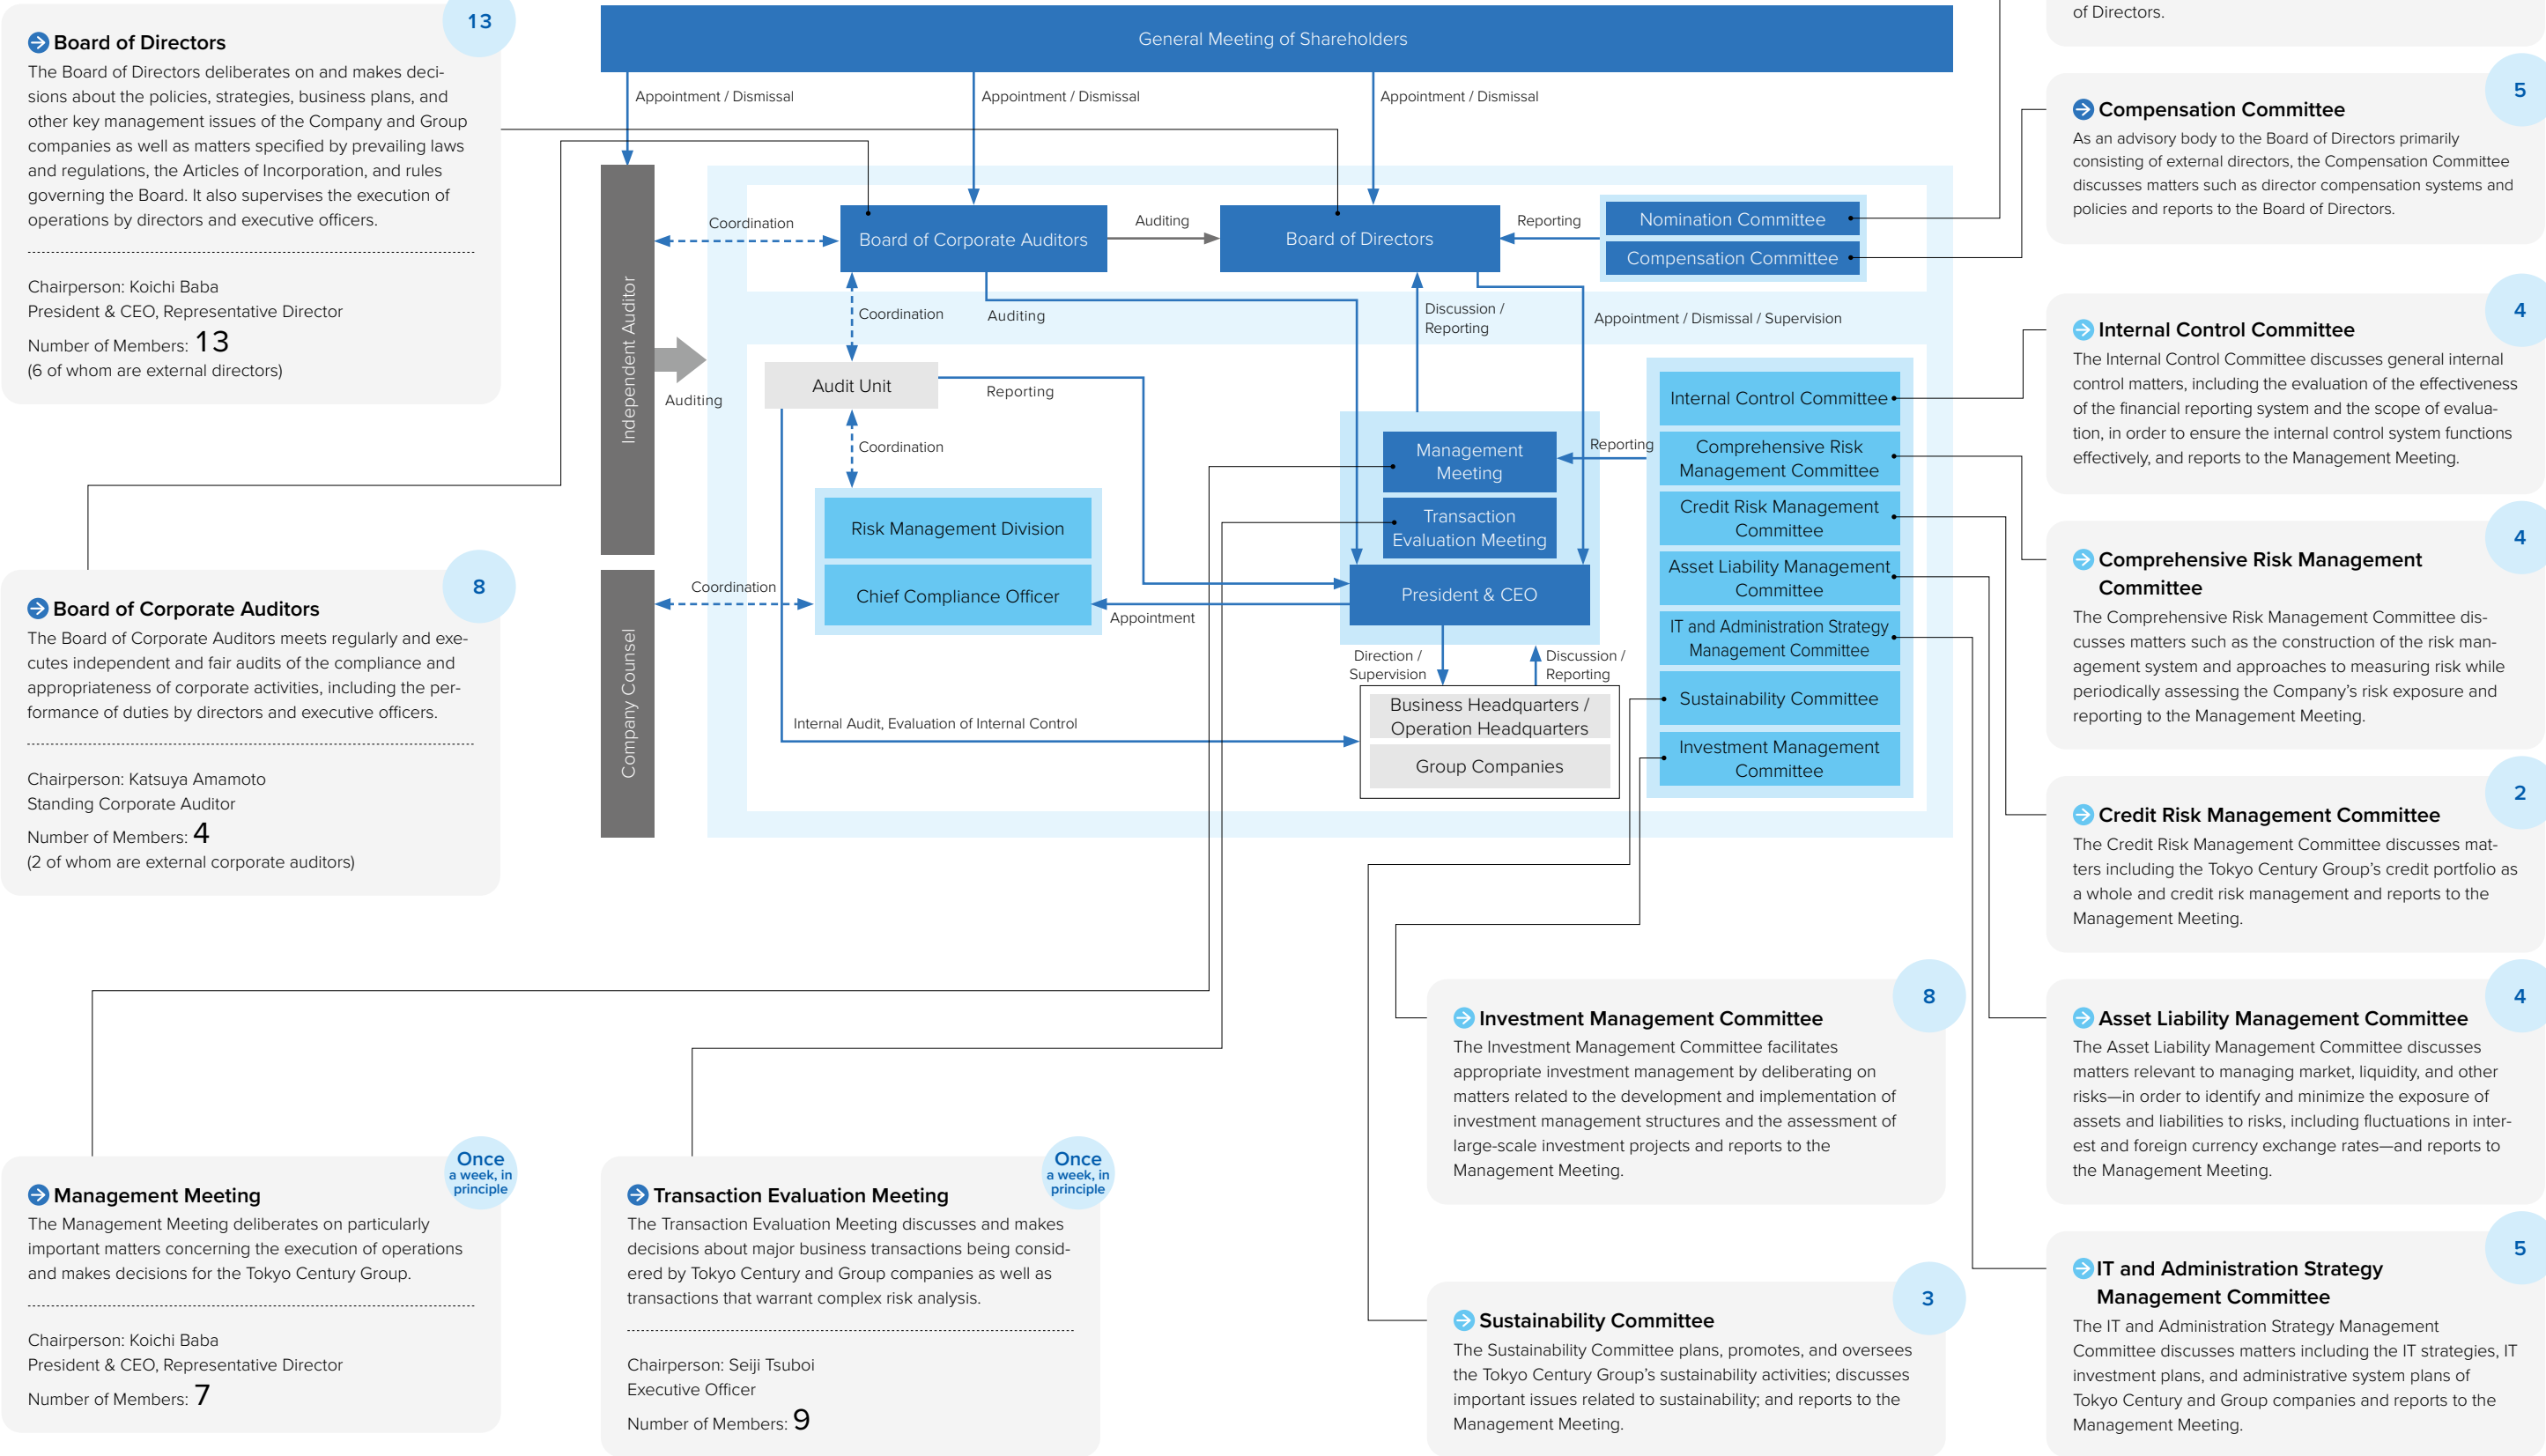 13
Board of Directors
The Board of Directors deliberates on and makes deci-
sions about the policies, strategies, business plans, and
other key management issues of the Company and Group
companies as well as matters specified by prevailing laws
and regulations, the Articles of Incorporation, and rules
governing the Board. It also supervises the execution of
operations by directors and executive officers.
Chairperson: Koichi Baba
President & CEO, Representative Director
Number of Members: 13
(6 of whom are external directors)
8
Board of Corporate Auditors
The Board of Corporate Auditors meets regularly and exe-
cutes independent and fair audits of the compliance and
appropriateness of corporate activities, including the per-
formance of duties by directors and executive officers.
Chairperson: Katsuya Amamoto
Standing Corporate Auditor
Number of Members: 4
(2 of whom are external corporate auditors)
Once
a week, in
principle
Management Meeting
The Management Meeting deliberates on particularly
important matters concerning the execution of operations
and makes decisions for the Tokyo Century Group.
Chairperson: Koichi Baba
President & CEO, Representative Director
Number of Members: 7
General Meeting of Shareholders
Appointment / Dismissal
Appointment / Dismissal
Appointment / Dismissal
Independent Auditor
Company Counsel
Coordination
Board of Corporate Auditors
Auditing
Board of Directors
Reporting
Nomination Committee
Compensation Committee
Coordination
Auditing
Discussion /
Reporting
Appointment / Dismissal / Supervision
Auditing
Audit Unit
Reporting
Coordination
Risk Management Division
Chief Compliance Officer
Coordination
Appointment
Management
Meeting
Transaction
Evaluation Meeting
President & CEO
Reporting
Direction /
Supervision
Discussion /
Reporting
Internal Audit, Evaluation of Internal Control
Business Headquarters /
Operation Headquarters
Group Companies
Internal Control Committee
Comprehensive Risk
Management Committee
Credit Risk Management
Committee
Asset Liability Management
Committee
IT and Administration Strategy
Management Committee
Sustainability Committee
Investment Management
Committee
Once
a week, in
principle
Transaction Evaluation Meeting
The Transaction Evaluation Meeting discusses and makes
decisions about major business transactions being consid-
ered by Tokyo Century and Group companies as well as
transactions that warrant complex risk analysis.
Chairperson: Seiji Tsuboi
Executive Officer
Number of Members: 9
8
Investment Management Committee
The Investment Management Committee facilitates
appropriate investment management by deliberating on
matters related to the development and implementation of
investment management structures and the assessment of
large-scale investment projects and reports to the
Management Meeting.
3
Sustainability Committee
The Sustainability Committee plans, promotes, and oversees
the Tokyo Century Group's sustainability activities; discusses
important issues related to sustainability; and reports to the
Management Meeting.
of Directors.
5
Compensation Committee
As an advisory body to the Board of Directors primarily
consisting of external directors, the Compensation Committee
discusses matters such as director compensation systems and
policies and reports to the Board of Directors.
4
Internal Control Committee
The Internal Control Committee discusses general internal
control matters, including the evaluation of the effectiveness
of the financial reporting system and the scope of evalua-
tion, in order to ensure the internal control system functions
effectively, and reports to the Management Meeting.
4
Comprehensive Risk Management
Committee
The Comprehensive Risk Management Committee dis-
cusses matters such as the construction of the risk man-
agement system and approaches to measuring risk while
periodically assessing the Company's risk exposure and
reporting to the Management Meeting.
2
Credit Risk Management Committee
The Credit Risk Management Committee discusses mat-
ters including the Tokyo Century Group's credit portfolio as
a whole and credit risk management and reports to the
Management Meeting.
4
Asset Liability Management Committee
The Asset Liability Management Committee discusses
matters relevant to managing market, liquidity, and other
risks—in order to identify and minimize the exposure of
assets and liabilities to risks, including fluctuations in inter-
est and foreign currency exchange rates—and reports to
the Management Meeting.
5
IT and Administration Strategy
Management Committee
The IT and Administration Strategy Management
Committee discusses matters including the IT strategies, IT
investment plans, and administrative system plans of
Tokyo Century and Group companies and reports to the
Management Meeting.